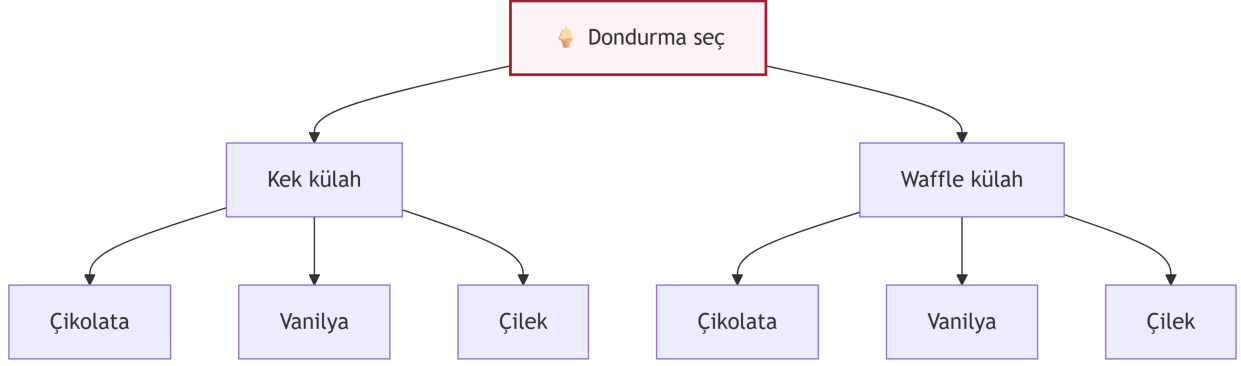 🍦 Dondurma seç
Kek külah
Waffle külah
Çikolata
Vanilya
Çilek
Çikolata
Vanilya
Çilek